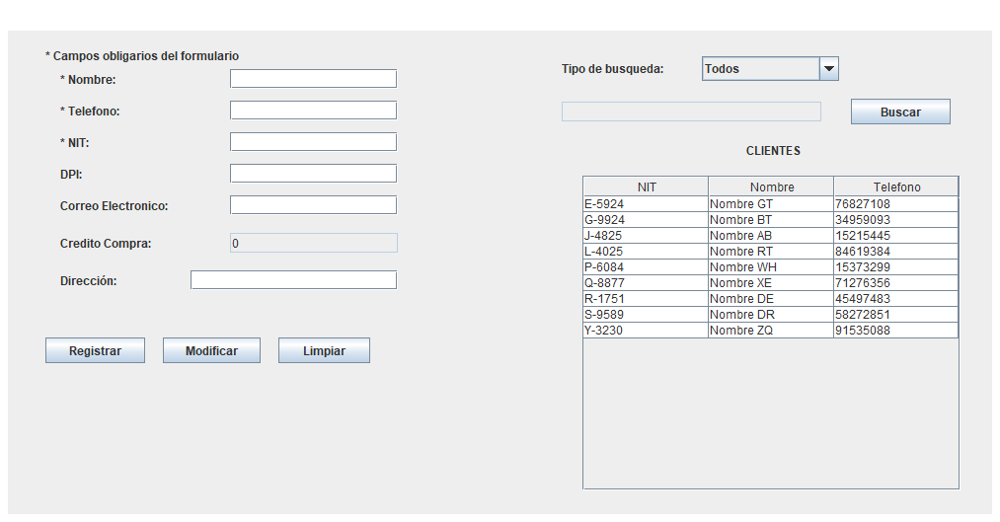 * Campos obligarios del formulario
* Nombre:
* Telefono:
* NIT:
DPI:
Correo Electronico:
Credito Compra: 0
Dirección:
Registrar Modificar Limpiar
Tipo de busqueda: Todos
Buscar
CLIENTES
NIT Nombre Telefono
E-5924 Nombre GT 76827108
G-9924 Nombre BT 34959093
J-4825 Nombre AB 15215445
L-4025 Nombre RT 84619384
P-6084 Nombre WH 15373299
Q-8877 Nombre XE 71276356
R-1751 Nombre DE 45497483
S-9589 Nombre DR 58272851
Y-3230 Nombre ZQ 91535088